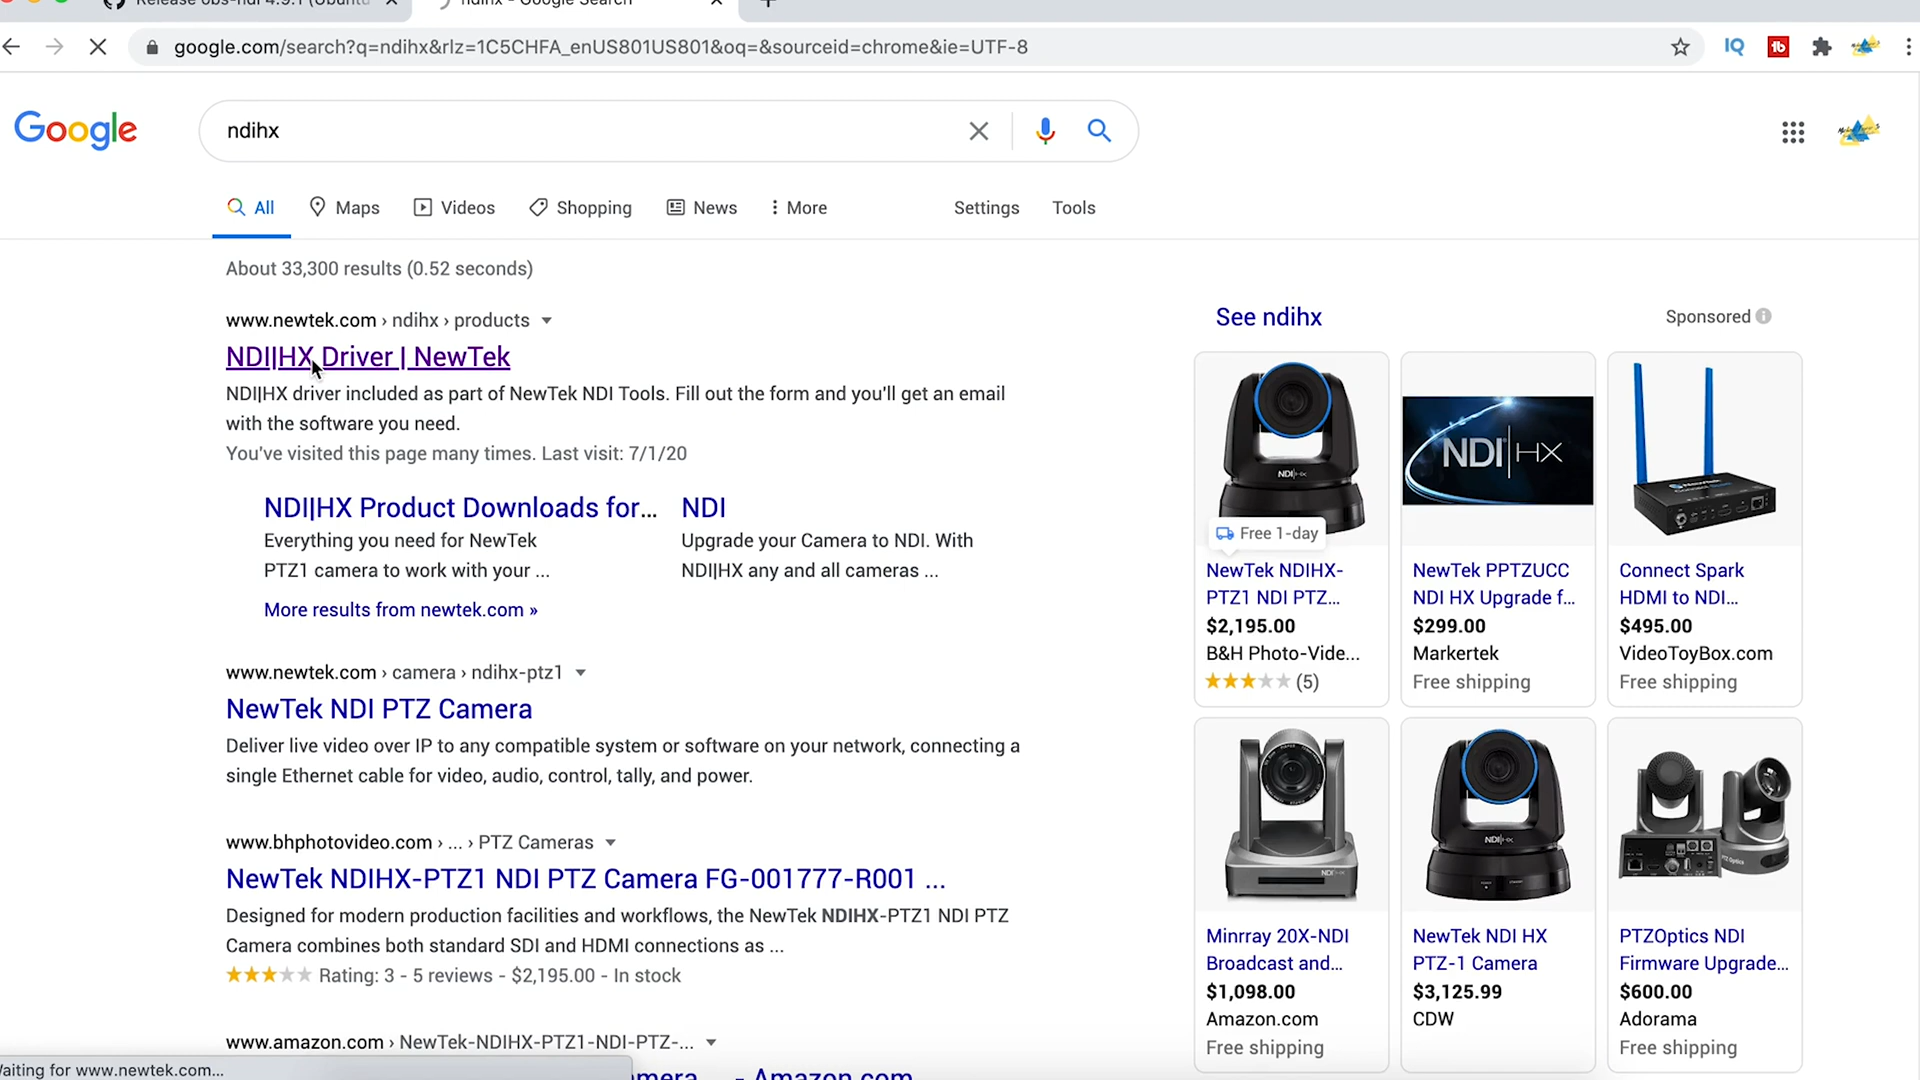 Release obs-ndi 4.9.1 (Ubuntu
ndihx - Google Search
google.com/search?q=ndihx&rlz=1C5CHFA_enUS801US801&oq=&sourceid=chrome&ie=UTF-8
IQ
tb
Google
ndihx
All
Maps
Videos
Shopping
News
More
Settings
Tools
About 33,300 results (0.52 seconds)
www.newtek.com › ndihx › products
NDI|HX Driver | NewTek
NDI|HX driver included as part of NewTek NDI Tools. Fill out the form and you'll get an email
with the software you need.
You've visited this page many times. Last visit: 7/1/20
NDI|HX Product Downloads for...
Everything you need for NewTek
PTZ1 camera to work with your ...
NDI
Upgrade your Camera to NDI. With
NDI|HX any and all cameras ...
More results from newtek.com »
www.newtek.com › camera › ndihx-ptz1
NewTek NDI PTZ Camera
Deliver live video over IP to any compatible system or software on your network, connecting a
single Ethernet cable for video, audio, control, tally, and power.
www.bhphotovideo.com › ... › PTZ Cameras
NewTek NDIHX-PTZ1 NDI PTZ Camera FG-001777-R001 ...
Designed for modern production facilities and workflows, the NewTek NDIHX-PTZ1 NDI PTZ
Camera combines both standard SDI and HDMI connections as ...
Rating: 3 - 5 reviews - $2,195.00 - In stock
www.amazon.com › NewTek-NDIHX-PTZ1-NDI-PTZ-...
Amazon.com
Waiting for www.newtek.com...
See ndihx
Sponsored
NDI|HX
Free 1-day
NewTek NDIHX-
PTZ1 NDI PTZ...
$2,195.00
B&H Photo-Vide...
(5)
NDI|HX
NewTek PPTZUCC
NDI HX Upgrade f...
$299.00
Markertek
Free shipping
Connect Spark
HDMI to NDI...
$495.00
VideoToyBox.com
Free shipping
NDI|HX
Minrray 20X-NDI
Broadcast and...
$1,098.00
Amazon.com
Free shipping
NDI|HX
NewTek NDI HX
PTZ-1 Camera
$3,125.99
CDW
PTZ Optics
PTZOptics NDI
Firmware Upgrade...
$600.00
Adorama
Free shipping